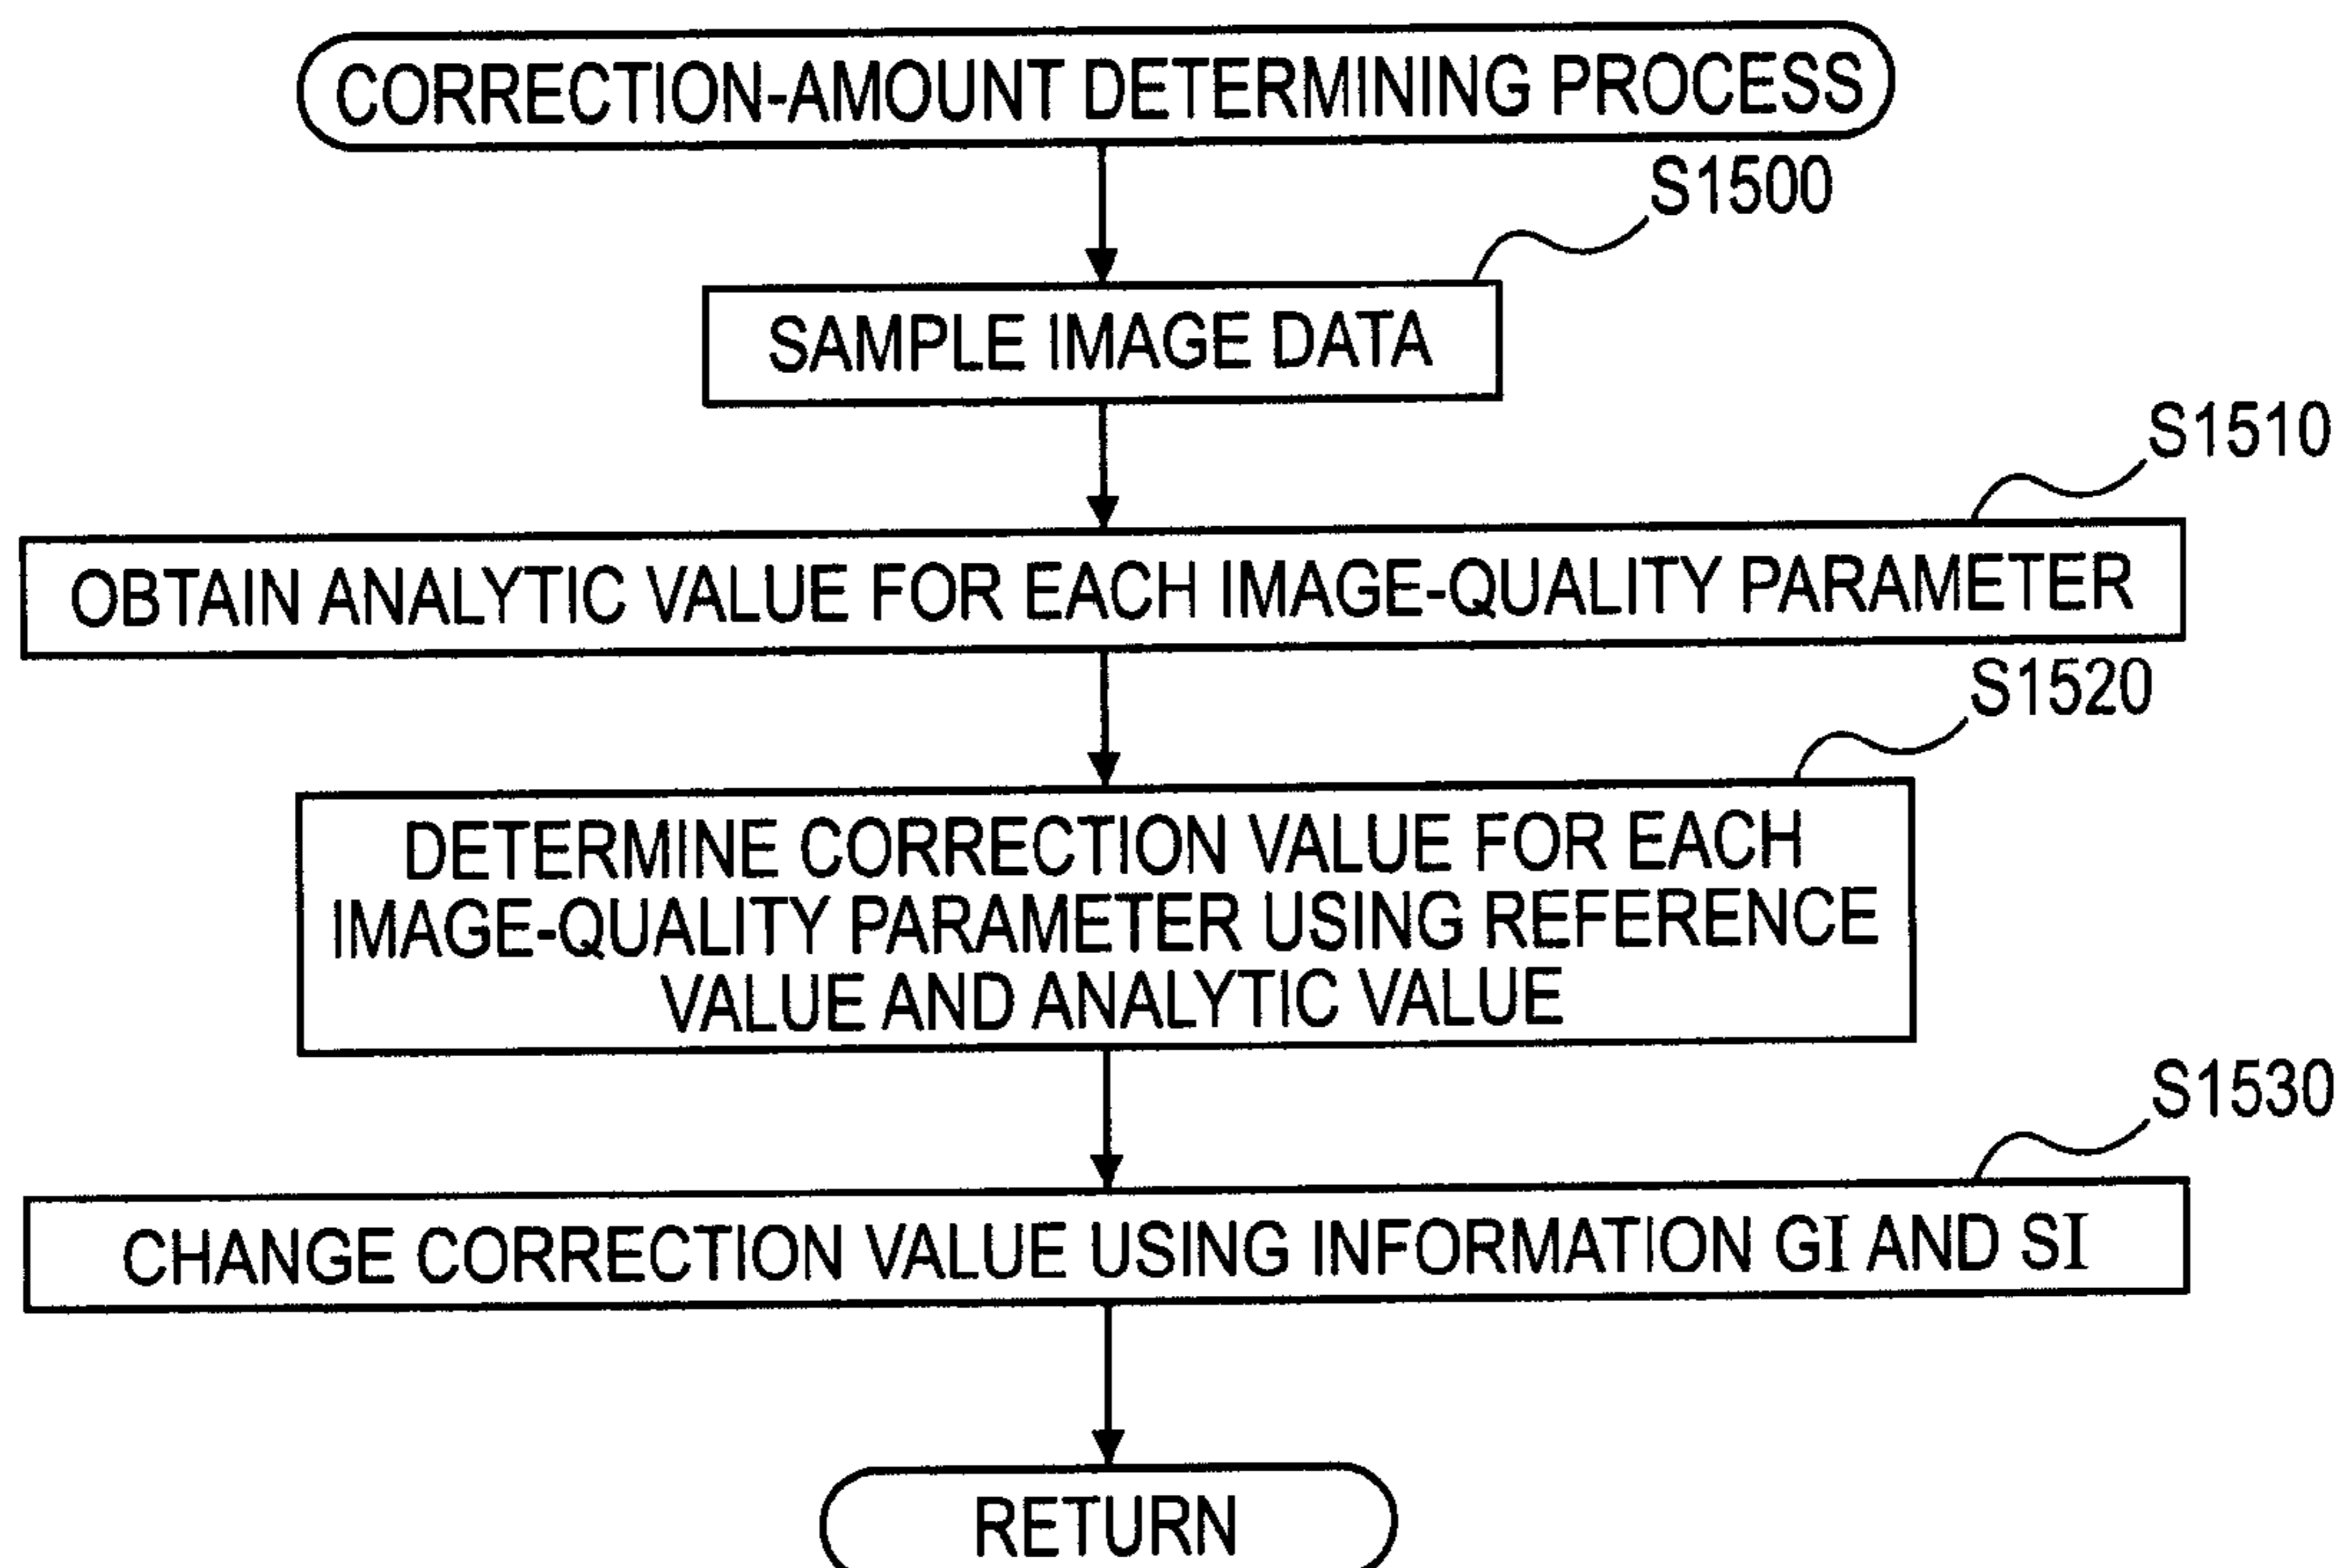 CORRECTION-AMOUNT DETERMINING PROCESS
S1500
SAMPLE IMAGE DATA
S1510
OBTAIN ANALYTIC VALUE FOR EACH IMAGE-QUALITY PARAMETER
S1520
DETERMINE CORRECTION VALUE FOR EACH
IMAGE-QUALITY PARAMETER USING REFERENCE
VALUE AND ANALYTIC VALUE
S1530
CHANGE CORRECTION VALUE USING INFORMATION GI AND SI
RETURN